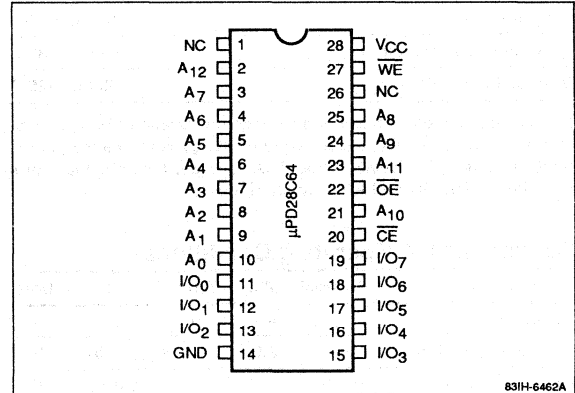 NC 1 28 VCC
A12 2 27 WE
A7 3 26 NC
A6 4 25 A8
A5 5 24 A9
A4 6 23 A11
A3 7 22 OE
A2 8 21 A10
A1 9 20 CE
A0 10 19 I/O7
I/O0 11 18 I/O6
I/O1 12 17 I/O5
I/O2 13 16 I/O4
GND 14 15 I/O3
μPD28C64
83IH-6462A